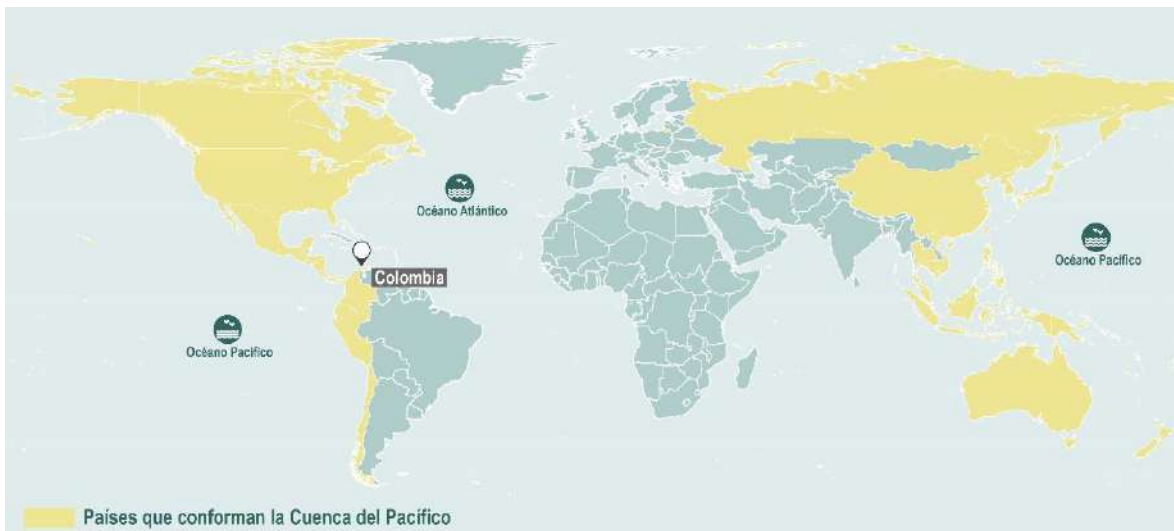 Océano Atlántico
Colombia
Océano Pacífico
Océano Pacífico
Países que conforman la Cuenca del Pacífico